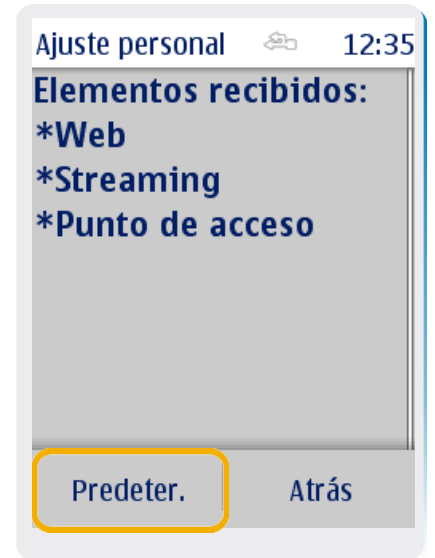 Ajuste personal 12:35
Elementos recibidos:
*Web
*Streaming
*Punto de acceso
Predeter. Atrás